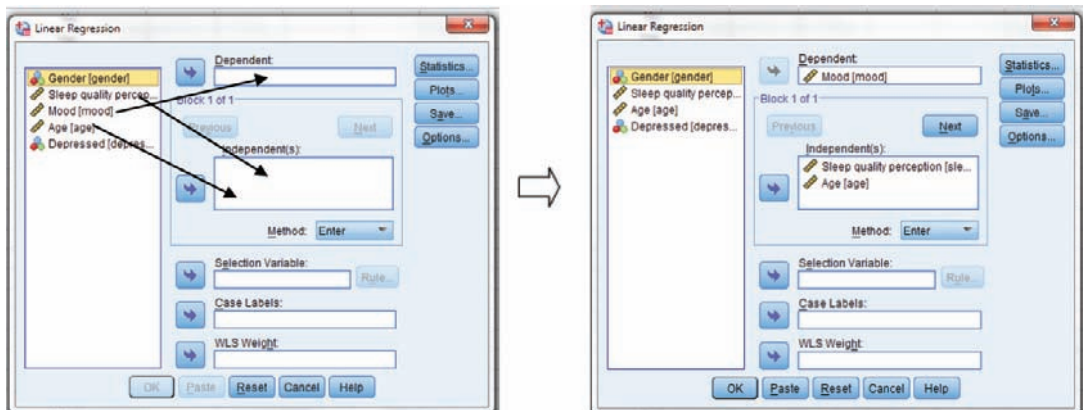 Linear Regression
Gender [gender]
Sleep quality percep...
Mood [mood]
Age [age]
Depressed [depres...
Dependent:
Block 1 of 1
Previous
Next
Independent(s):
Method: Enter
Selection Variable:
Rule...
Case Labels:
WLS Weight:
Statistics...
Plots...
Save...
Options...
OK Paste Reset Cancel Help
Linear Regression
Gender [gender]
Sleep quality percep...
Age [age]
Depressed [depres...
Dependent:
Mood [mood]
Block 1 of 1
Previous
Next
Independent(s):
Sleep quality perception [sle...
Age [age]
Method: Enter
Selection Variable:
Rule...
Case Labels:
WLS Weight:
Statistics...
Plots...
Save...
Options...
OK Paste Reset Cancel Help